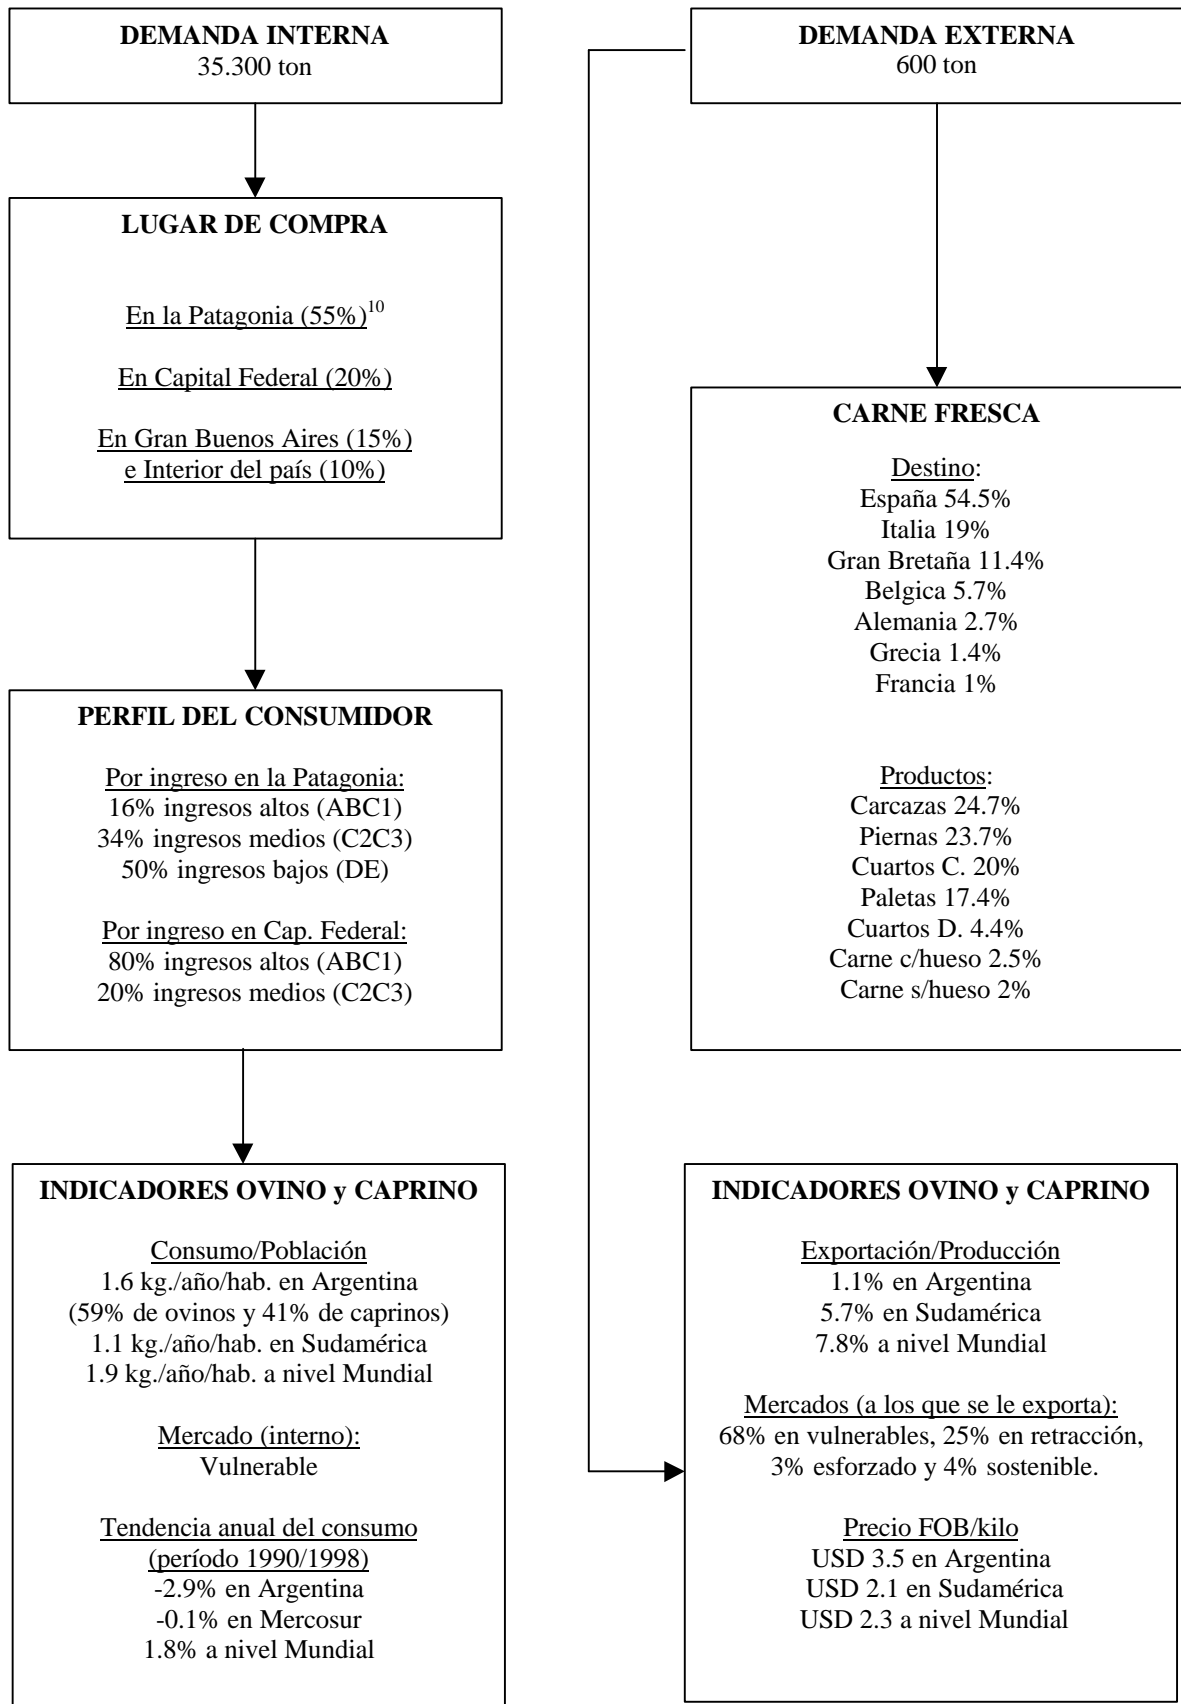 DEMANDA INTERNA
35.300 ton
LUGAR DE COMPRA
En la Patagonia (55%)10
En Capital Federal (20%)
En Gran Buenos Aires (15%)
e Interior del país (10%)
PERFIL DEL CONSUMIDOR
Por ingreso en la Patagonia:
16% ingresos altos (ABC1)
34% ingresos medios (C2C3)
50% ingresos bajos (DE)
Por ingreso en Cap. Federal:
80% ingresos altos (ABC1)
20% ingresos medios (C2C3)
INDICADORES OVINO y CAPRINO
Consumo/Población
1.6 kg./año/hab. en Argentina
(59% de ovinos y 41% de caprinos)
1.1 kg./año/hab. en Sudamérica
1.9 kg./año/hab. a nivel Mundial
Mercado (interno):
Vulnerable
Tendencia anual del consumo
(período 1990/1998)
-2.9% en Argentina
-0.1% en Mercosur
1.8% a nivel Mundial
DEMANDA EXTERNA
600 ton
CARNE FRESCA
Destino:
España 54.5%
Italia 19%
Gran Bretaña 11.4%
Belgica 5.7%
Alemania 2.7%
Grecia 1.4%
Francia 1%
Productos:
Carcazas 24.7%
Piernas 23.7%
Cuartos C. 20%
Paletas 17.4%
Cuartos D. 4.4%
Carne c/hueso 2.5%
Carne s/hueso 2%
INDICADORES OVINO y CAPRINO
Exportación/Producción
1.1% en Argentina
5.7% en Sudamérica
7.8% a nivel Mundial
Mercados (a los que se le exporta):
68% en vulnerables, 25% en retracción,
3% esforzado y 4% sostenible.
Precio FOB/kilo
USD 3.5 en Argentina
USD 2.1 en Sudamérica
USD 2.3 a nivel Mundial